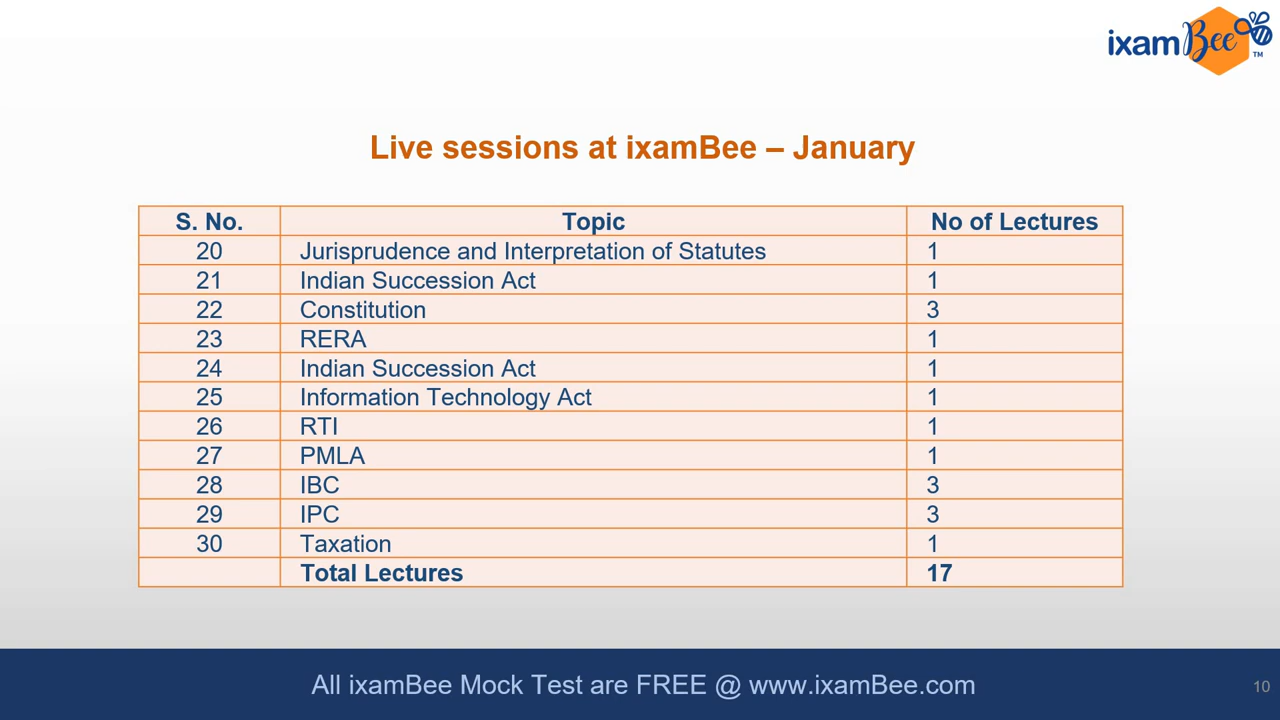 ixamBee™
Live sessions at ixamBee – January
S. No. Topic No of Lectures
20 Jurisprudence and Interpretation of Statutes 1
21 Indian Succession Act 1
22 Constitution 3
23 RERA 1
24 Indian Succession Act 1
25 Information Technology Act 1
26 RTI 1
27 PMLA 1
28 IBC 3
29 IPC 3
30 Taxation 1
Total Lectures 17
All ixamBee Mock Test are FREE @ www.ixamBee.com
10